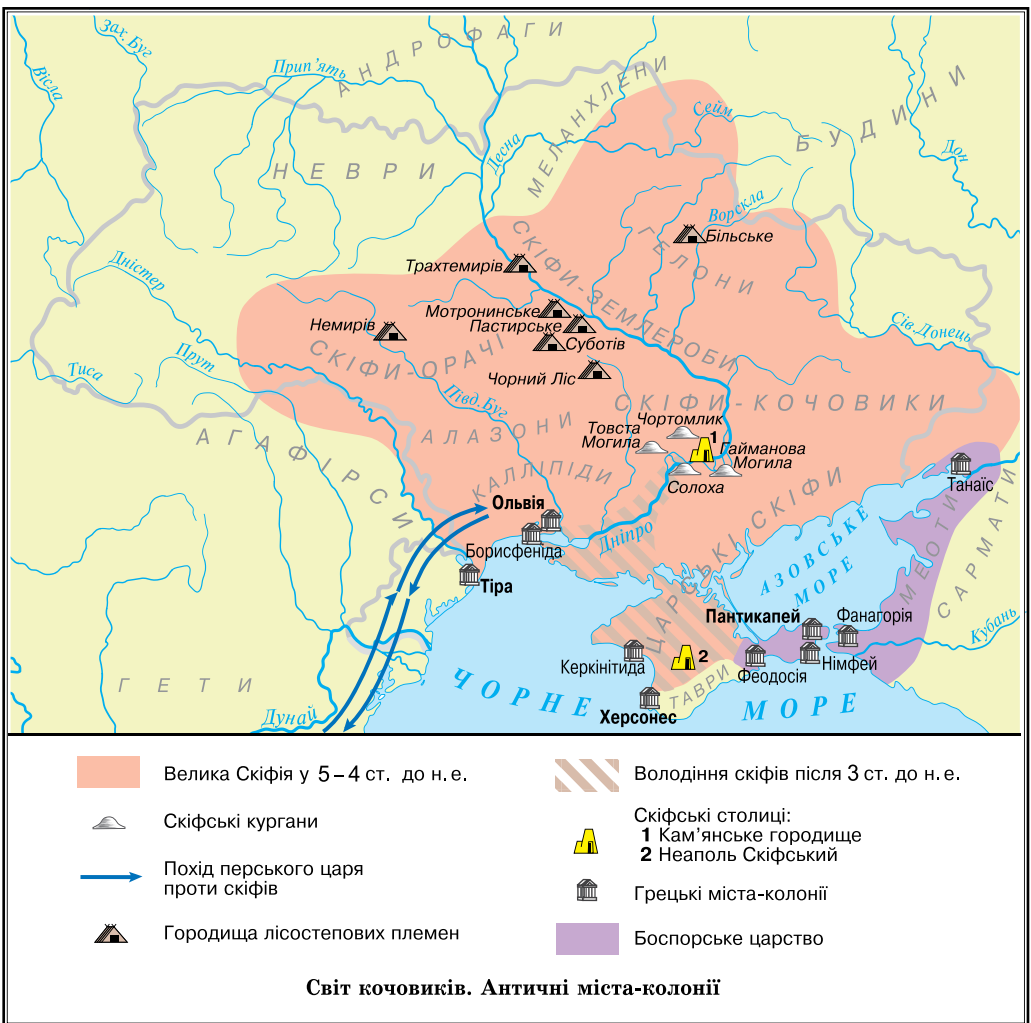 АНДРОФАГИ
Зах. Буг
Вісла
Прип’ять
МЕЛАНХЛЕНИ
Сейм
БУДИНИ
Дон
Десна
НЕВРИ
Ворскла
Більське
ГЕЛОНИ
СКІФИ-ЗЕМЛЕРОБИ
Трахтемирів
Дністер
Мотронинське
Пастирське
Суботів
Немирів
СКІФИ-ОРАЧІ
Чорний Ліс
Сів. Донець
Прут
Тиса
Півд. Буг
СКІФИ-КОЧОВИКИ
АГАФІРСИ
АЛАЗОНИ
Чортомлик
Товста
Могила
1
Гайманова
Могила
Солоха
КАЛЛІПІДИ
Ольвія
Борисфеніда
Дніпро
ЦАРСЬКІ СКІФИ
Танаїс
Тіра
АЗОВСЬКЕ
МОРЕ
МЕОТИ
САРМАТИ
Пантикапей
Фанагорія
Кубань
Керкінітида
2
Феодосія
Німфей
ГЕТИ
Дунай
ТАВРИ
Херсонес
ЧОРНЕ МОРЕ
Велика Скіфія у 5–4 ст. до н.е.
Скіфські кургани
Похід перського царя
проти скіфів
Городища лісостепових племен
Володіння скіфів після 3 ст. до н.е.
Скіфські столиці:
1 Кам’янське городище
2 Неаполь Скіфський
Грецькі міста-колонії
Боспорське царство
Світ кочовиків. Античні міста-колонії